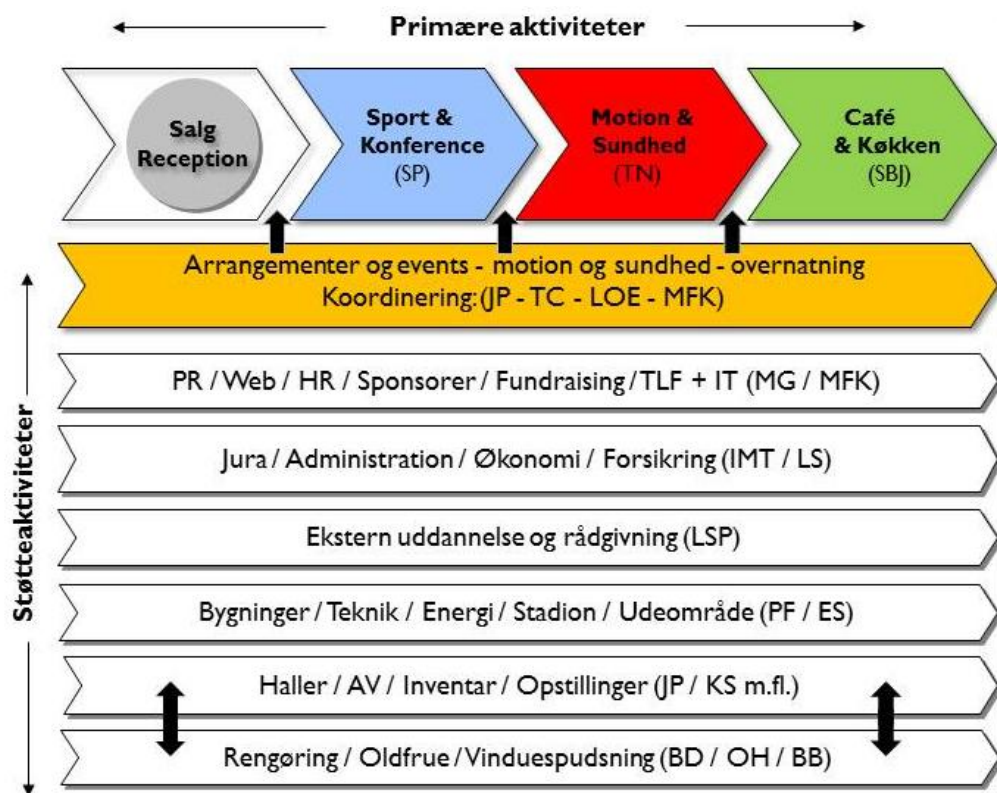 Primære aktiviteter
Salg
Reception
Sport &
Konference
(SP)
Motion &
Sundhed
(TN)
Café
& Køkken
(SBJ)
Arrangementer og events - motion og sundhed - overnatning
Koordinering: (JP - TC - LOE - MFK)
Støtteaktiviteter
PR / Web / HR / Sponsorer / Fundraising / TLF + IT (MG / MFK)
Jura / Administration / Økonomi / Forsikring (IMT / LS)
Ekstern uddannelse og rådgivning (LSP)
Bygninger / Teknik / Energi / Stadion / Udeområde (PF / ES)
Haller / AV / Inventar / Opstillinger (JP / KS m.fl.)
Rengøring / Oldfrue / Vinduespudsning (BD / OH / BB)